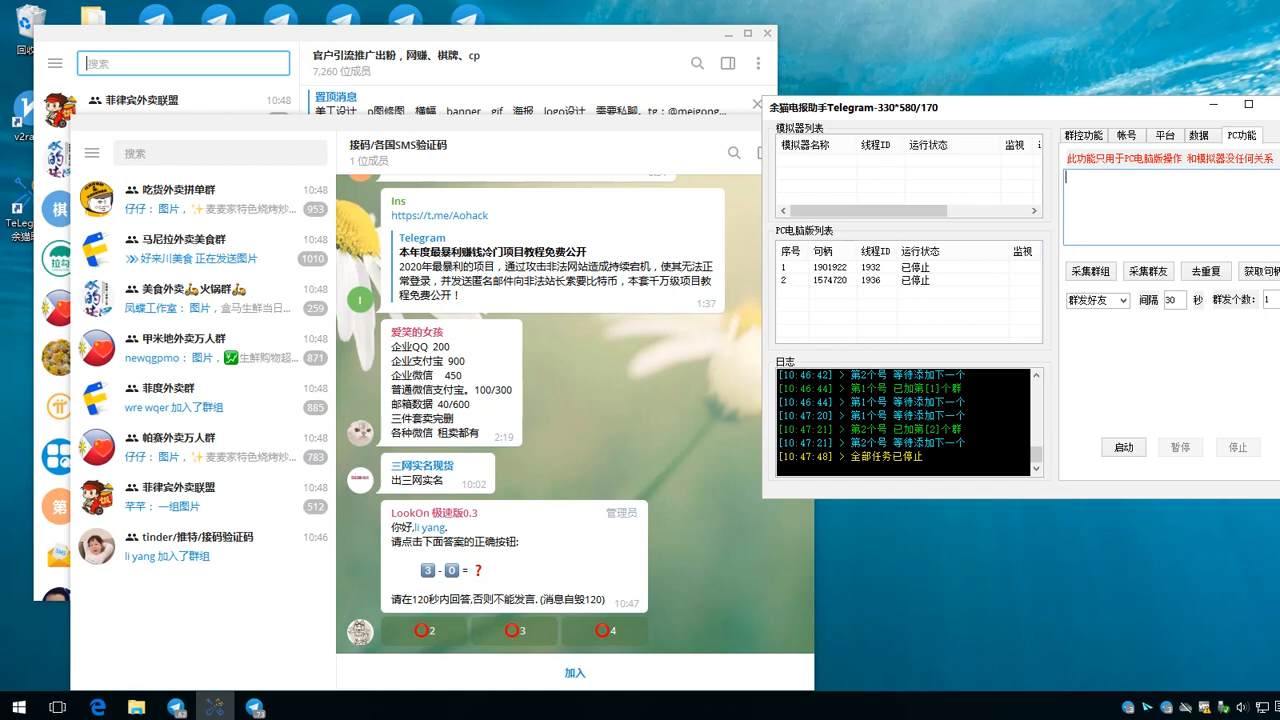 回收
v2ra
TeLeg
余猫助
搜索
菲律宾外卖联盟
10:48
官户引流推广出粉，网赚、棋牌、cp
7,260 位成员
置顶消息
美工设计 p图修图 横幅 banner gif 海报 logo设计 需要私聊。tg：@meigong...
棋
拉勾
第
SMS
搜索
吃货外卖拼单群
10:48
仔仔： 图片，✨麦麦家特色烧烤炒...
953
马尼拉外卖美食群
10:48
好来川美食 正在发送图片
1010
美食外卖🛵火锅群🛵
10:48
凤蝶工作室： 图片，盒马生鲜当日...
259
甲米地外卖万人群
10:48
newqgpmo： 图片，💹生鲜购物超...
871
菲度外卖群
10:48
wre wqer 加入了群组
885
帕赛外卖万人群
10:48
仔仔： 图片，✨麦麦家特色烧烤炒...
783
菲律宾外卖联盟
10:48
芊芊： 一组图片
512
tinder/推特/接码验证码
10:46
li yang 加入了群组
接码/各国SMS验证码
1 位成员
Ins
https://t.me/Aohack
Telegram
本年度最暴利赚钱冷门项目教程免费公开
2020年最暴利的项目，通过攻击非法网站造成持续宕机，使其无法正
常登录，并发送匿名邮件向非法站长索要比特币，本套千万级项目教
程免费公开！
1:37
I
爱笑的女孩
企业QQ 200
企业支付宝 900
企业微信 450
普通微信支付宝。100/300
邮箱数据 40/600
三件套卖完删
各种微信 租卖都有
2:19
三网实名现货
出三网实名
10:02
LookOn 极速版0.3
管理员
你好,li yang.
请点击下面答案的正确按钮:
3 - 0 = ❓
请在120秒内回答,否则不能发言. (消息自毁120)
10:47
⭕2
⭕3
⭕4
加入
余猫电报助手Telegram-330*580/170
模拟器列表
模拟器名称 线程ID 运行状态 监视
PC电脑版列表
序号 句柄 线程ID 运行状态 监视
1 1901922 1932 已停止
2 1574720 1936 已停止
日志
[10:46:42] > 第2个号 等待添加下一个
[10:46:44] > 第1个号 已加第[1]个群
[10:46:44] > 第1个号 等待添加下一个
[10:47:20] > 第1个号 等待添加下一个
[10:47:21] > 第2个号 已加第[2]个群
[10:47:21] > 第2个号 等待添加下一个
[10:47:48] > 全部任务已停止
群控功能 帐号 平台 数据 PC功能
此功能只用于PC电脑版操作 和模拟器没任何关系
采集群组 采集群友 去重复 获取句柄
群发好友 间隔 30 秒 群发个数: 1
启动 暂停 停止
62
73